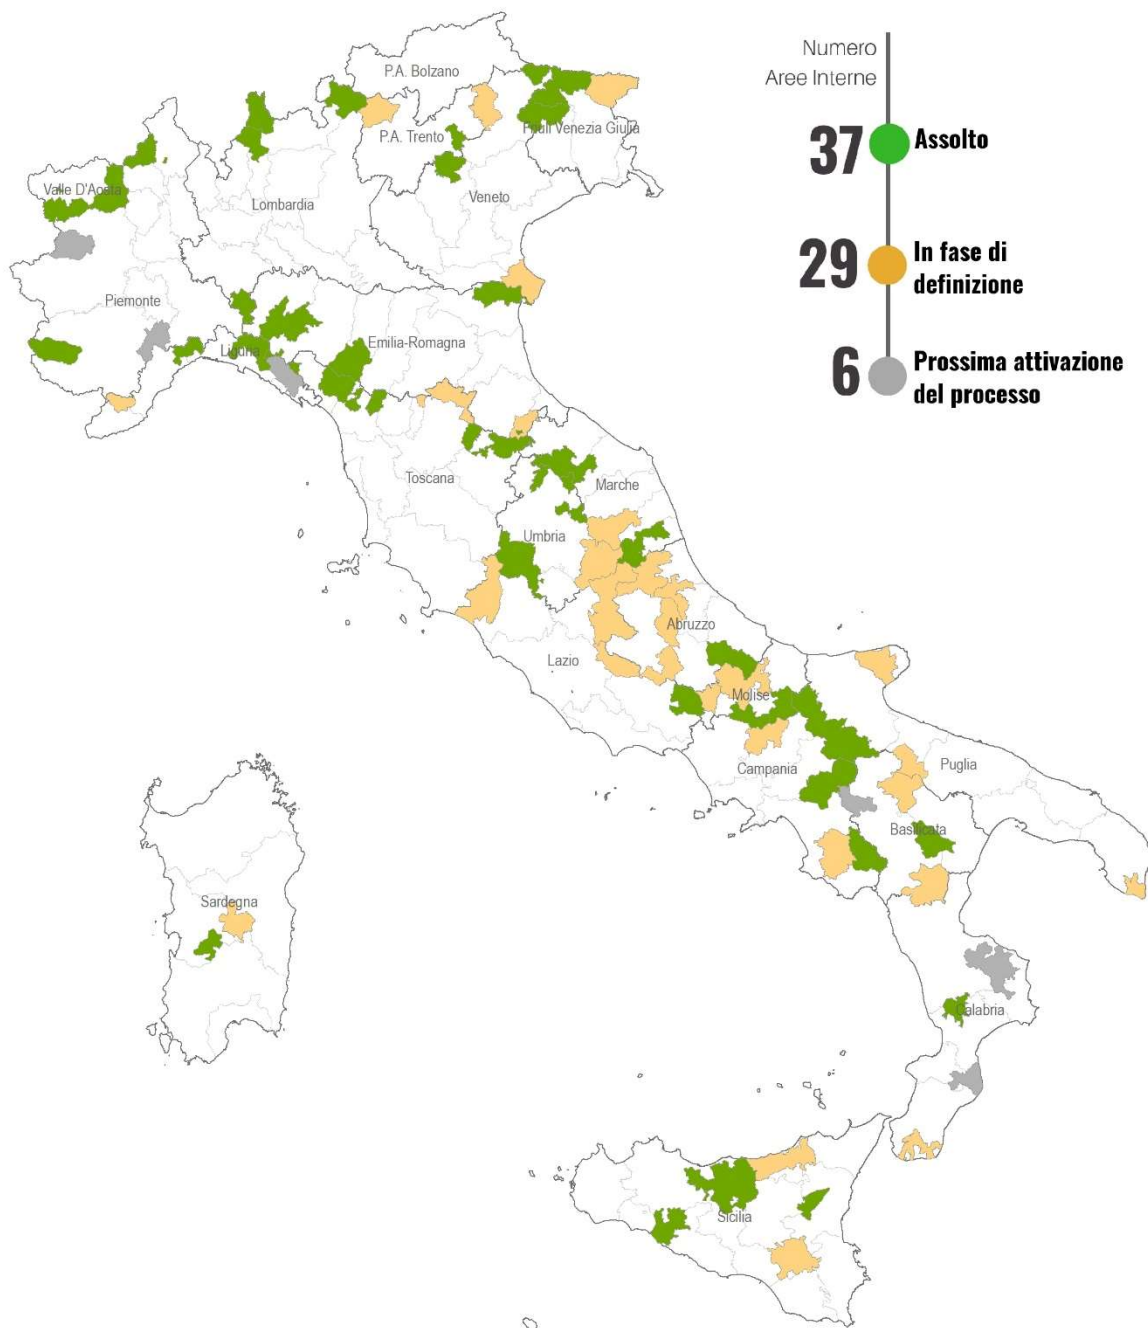 Numero
Aree Interne
37 Assolto
29 In fase di
definizione
6 Prossima attivazione
del processo
P.A. Bolzano
P.A. Trento
Friuli Venezia Giulia
Valle D'Aosta
Lombardia
Veneto
Piemonte
Liguria
Emilia-Romagna
Toscana
Marche
Umbria
Abruzzo
Lazio
Molise
Campania
Puglia
Basilicata
Sardegna
Calabria
Sicilia